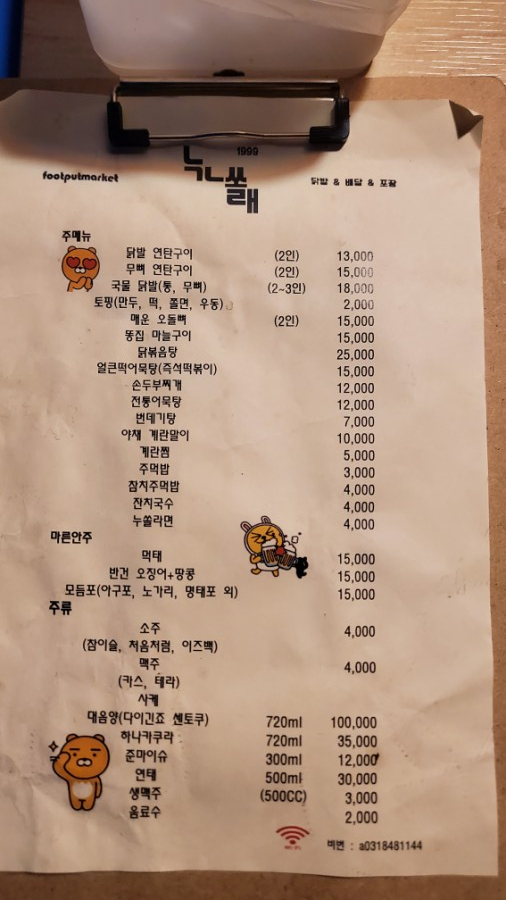 1999
footputmarket
쏠래
닭발 & 배달 & 포장
주메뉴
닭발 연탄구이 (2인) 13,000
무뼈 연탄구이 (2인) 15,000
국물 닭발(통, 무뼈) (2~3인) 18,000
토핑(만두, 떡, 쫄면, 우동) 2,000
매운 오돌뼈 (2인) 15,000
똥집 마늘구이 15,000
닭볶음탕 25,000
얼큰떡어묵탕(즉석떡볶이) 15,000
손두부찌개 12,000
전통어묵탕 12,000
번데기탕 7,000
야채 계란말이 10,000
계란찜 5,000
주먹밥 3,000
참치주먹밥 4,000
잔치국수 4,000
누쏠라면 4,000
마른안주
먹태 15,000
반건 오징어+땅콩 15,000
모듬포(아구포, 노가리, 명태포 외) 15,000
주류
소주 4,000
(참이슬, 처음처럼, 이즈백)
맥주 4,000
(카스, 테라)
사케
대음양(다이긴죠 센토쿠) 720ml 100,000
하나카쿠라 720ml 35,000
준마이슈 300ml 12,000
연태 500ml 30,000
생맥주 (500CC) 3,000
음료수 2,000
비번 : a0318481144